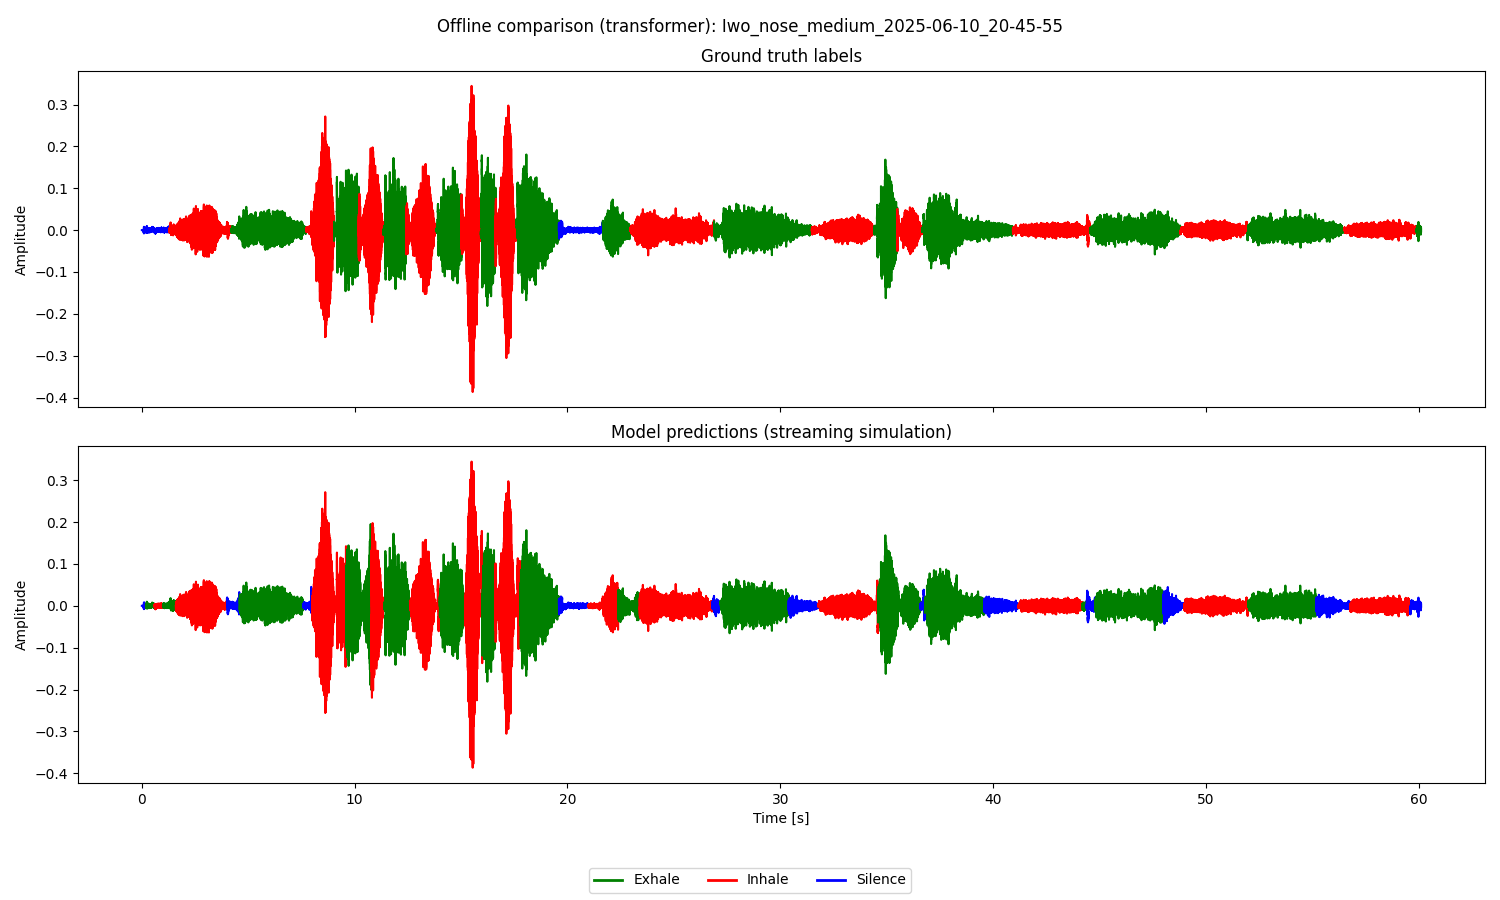 Offline comparison (transformer): Iwo_nose_medium_2025-06-10_20-45-55
Ground truth labels
0.3
0.2
0.1
0.0
−0.1
−0.2
−0.3
−0.4
Amplitude
Model predictions (streaming simulation)
0.3
0.2
0.1
0.0
−0.1
−0.2
−0.3
−0.4
Amplitude
0 10 20 30 40 50 60
Time [s]
Exhale Inhale Silence